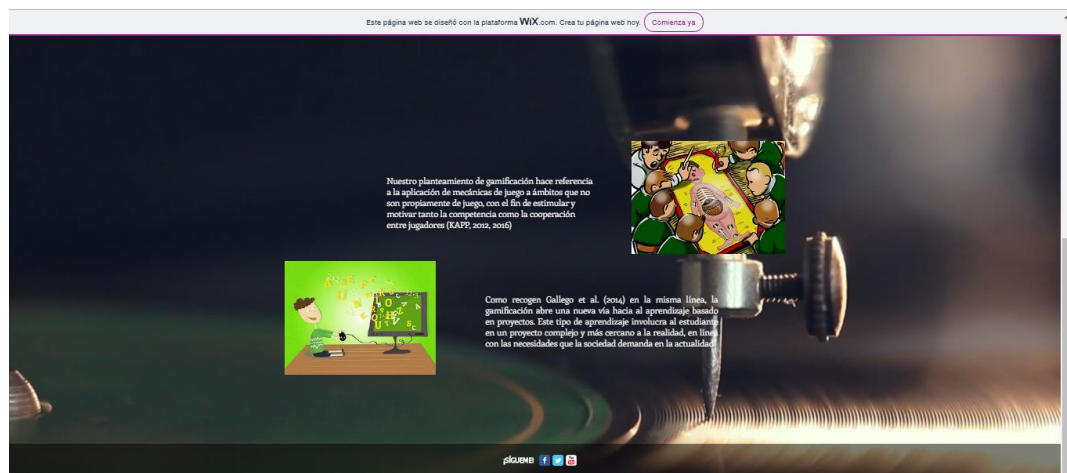 Este página web se diseñó con la plataforma WiX.com. Crea tu página web hoy. Comienza ya
Nuestro planteamiento de gamificación hace referencia
a la aplicación de mecánicas de juego a ámbitos que no
son propiamente de juego, con el fin de estimular y
motivar tanto la competencia como la cooperación
entre jugadores (KAPP, 2012, 2016)
Como recogen Gallego et al. (2014) en la misma línea, la
gamificación abre una nueva vía hacia al aprendizaje basado
en proyectos. Este tipo de aprendizaje involucra al estudiante
en un proyecto complejo y más cercano a la realidad, en línea
con las necesidades que la sociedad demanda en la actualidad
¡SÍGUEME!